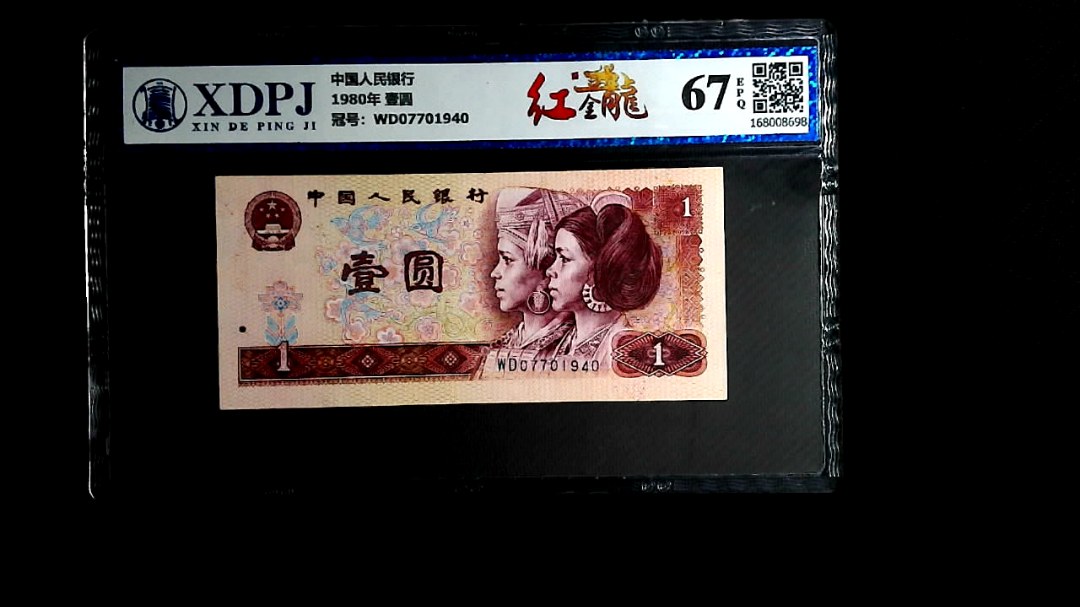 XDPJ
XIN DE PING JI
中国人民银行
1980年 壹圆
冠号: WD07701940
红金龍
67
EPQ
168008698
中国人民银行
1
壹圆
1
WD07701940
1